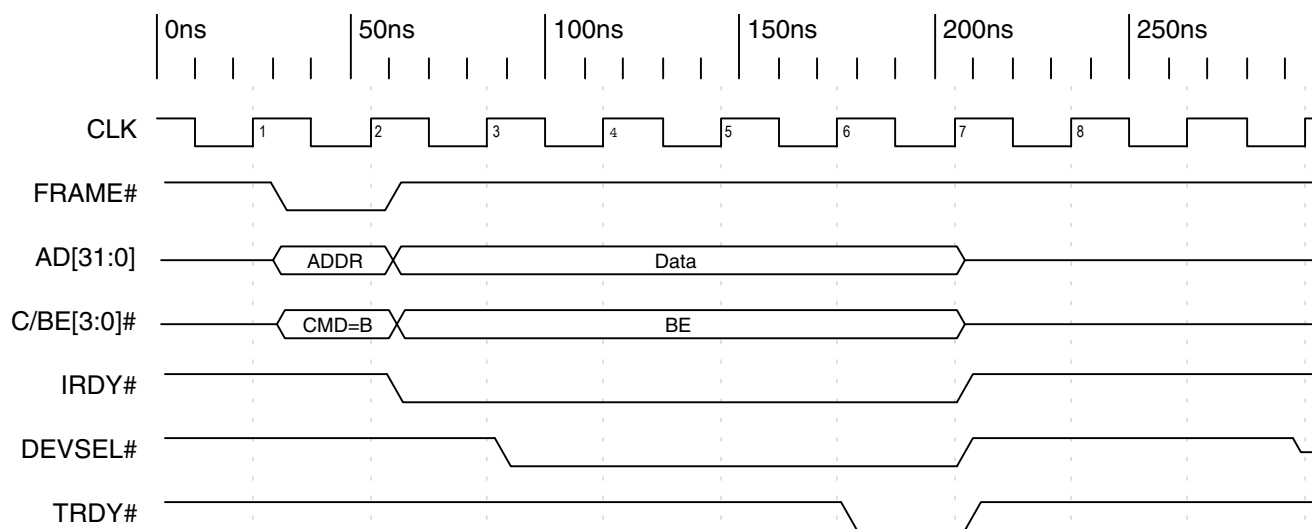 0ns 50ns 100ns 150ns 200ns 250ns
CLK 1 2 3 4 5 6 7 8
FRAME#
AD[31:0] ADDR Data
C/BE[3:0]# CMD=B BE
IRDY#
DEVSEL#
TRDY#